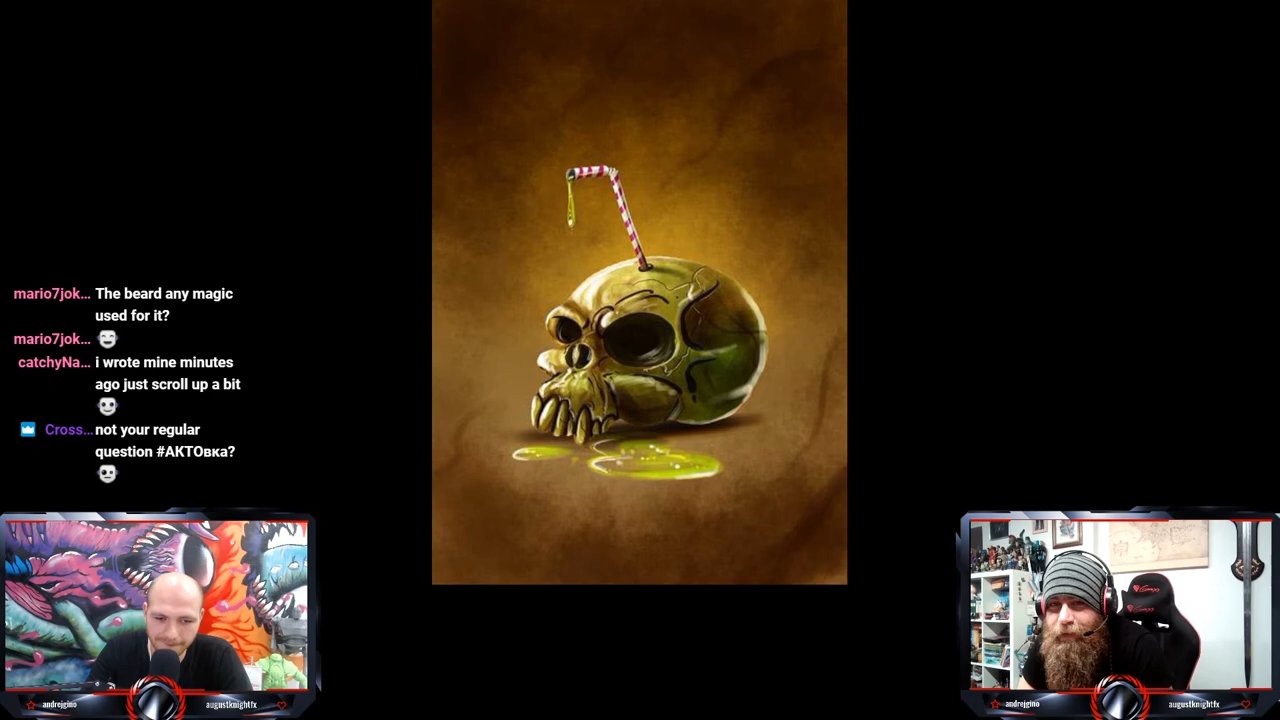 mario7jok... The beard any magic
used for it?
mario7jok...
catchyNa... i wrote mine minutes
ago just scroll up a bit
Cross... not your regular
question #АКТОвка?
andrejgino augustknightfx
andrejgino augustknightfx